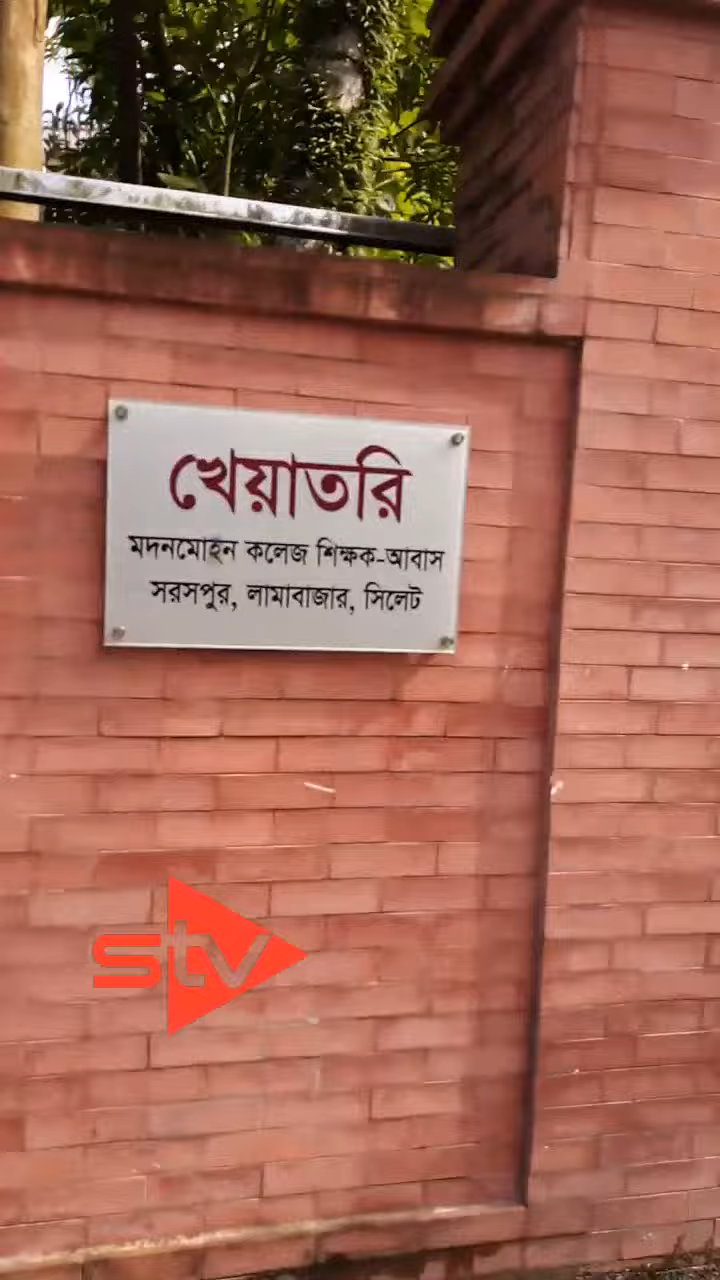 খেয়াতরি
মদনমোহন কলেজ শিক্ষক-আবাস
সরসপুর, লামাবাজার, সিলেট
stv